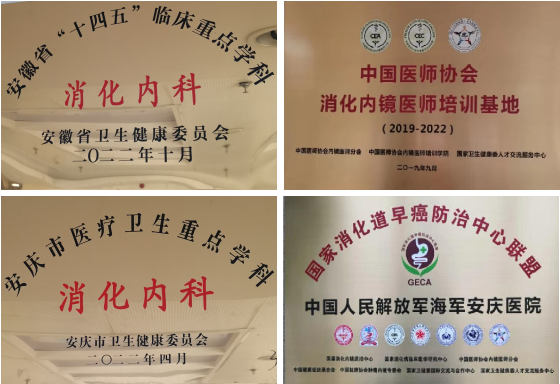 安徽省“十四五”临床重点学科
消化内科
安徽省卫生健康委员会
二〇二二年十月
中国医师协会
消化内镜医师培训基地
(2019-2022)
中国医师协会内镜医师分会 中国医师协会内镜医师培训学院 国家卫生健康委人才交流服务中心
二〇一九年九月
安庆市医疗卫生重点学科
消化内科
安庆市卫生健康委员会
二〇二二年四月
国家消化道早癌防治中心联盟
GECA
中国人民解放军海军安庆医院